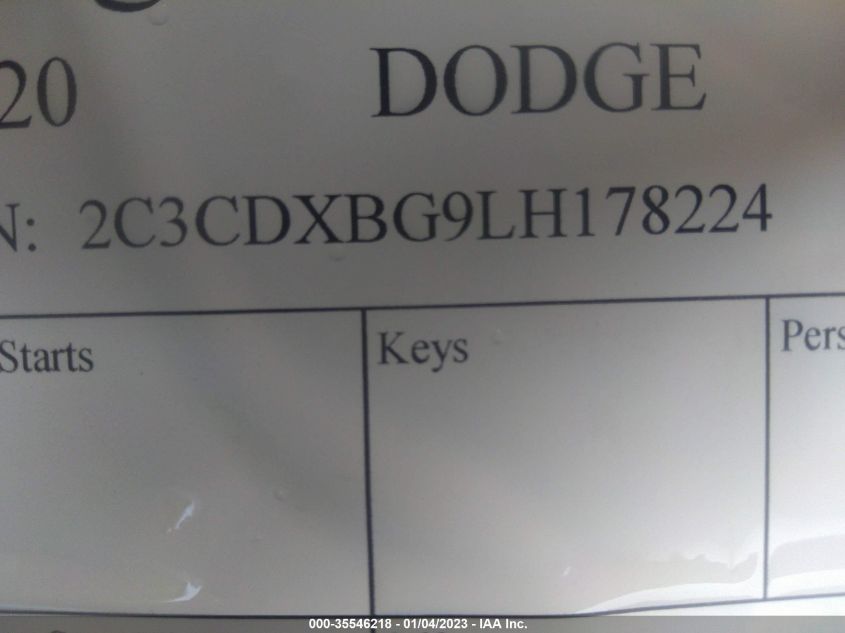 20 DODGE
N: 2C3CDXBG9LH178224
Starts Keys Pers
000-35546218 - 01/04/2023 - IAA Inc.